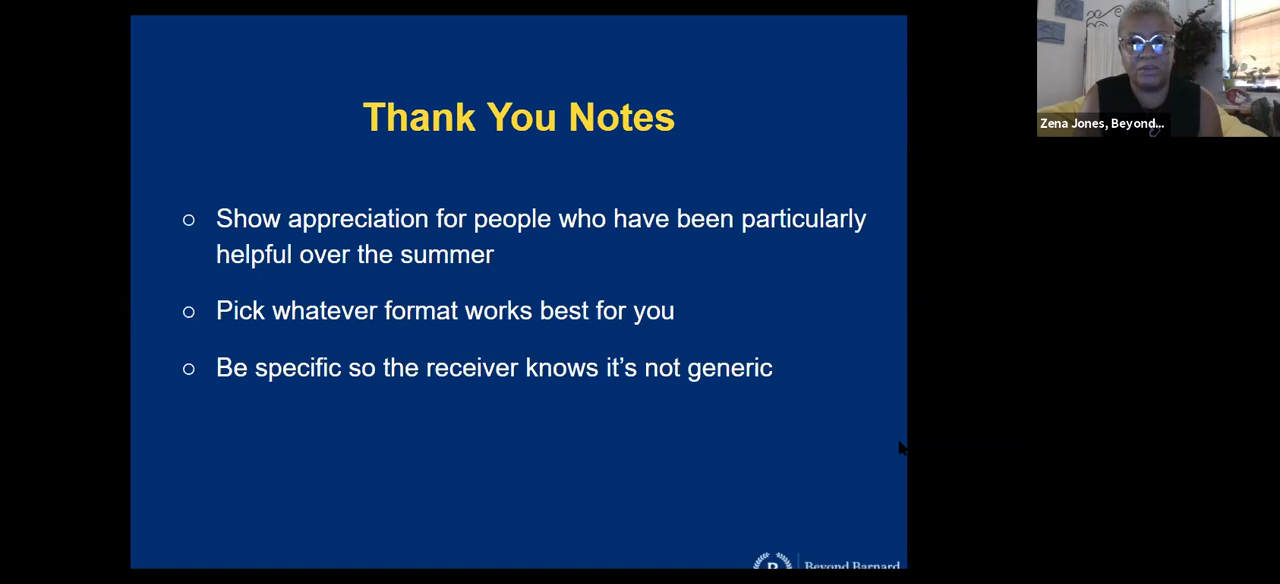 Thank You Notes
Show appreciation for people who have been particularly
helpful over the summer
Pick whatever format works best for you
Be specific so the receiver knows it’s not generic
Zena Jones, Beyond...
B
Beyond Barnard